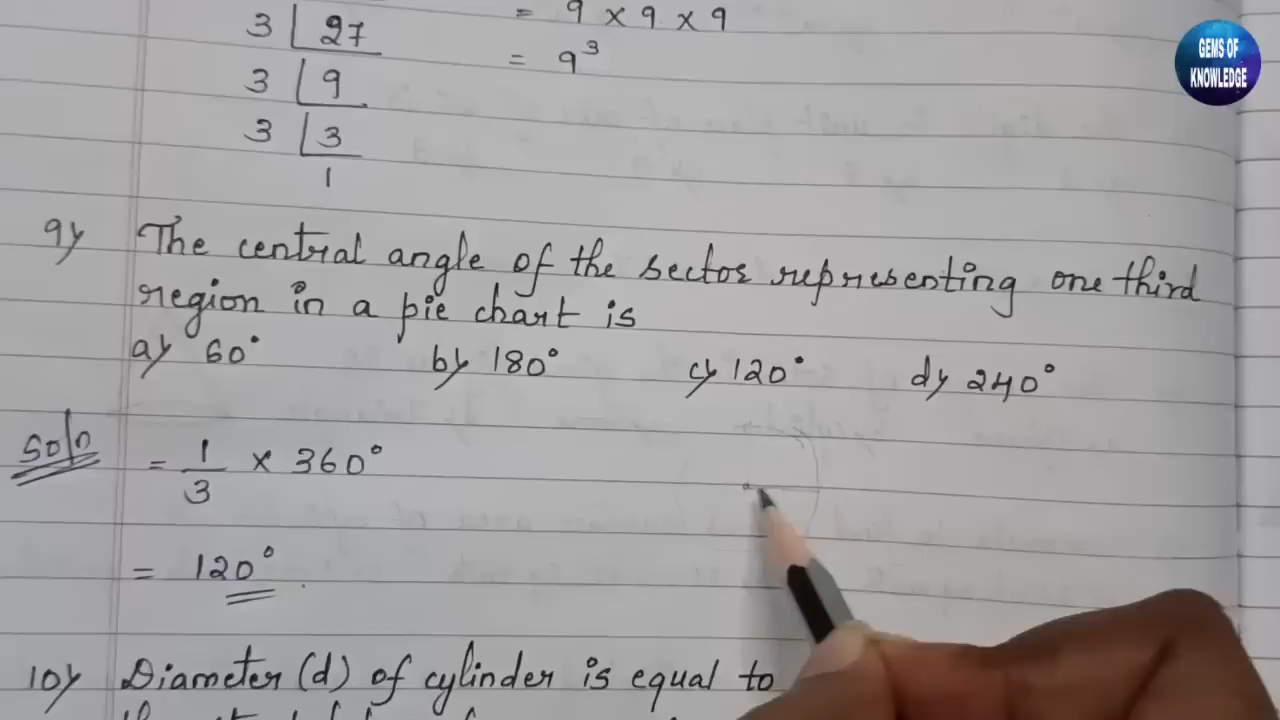 3 27 = 9 × 9 × 9
3 9 = 9³
3 3
1
GEMS OF
KNOWLEDGE
9) The central angle of the sector representing one third
region in a pie chart is
a) 60° b) 180° c) 120° d) 240°
Soln = 1/3 × 360°
= 120°
10) Diameter (d) of cylinder is equal to